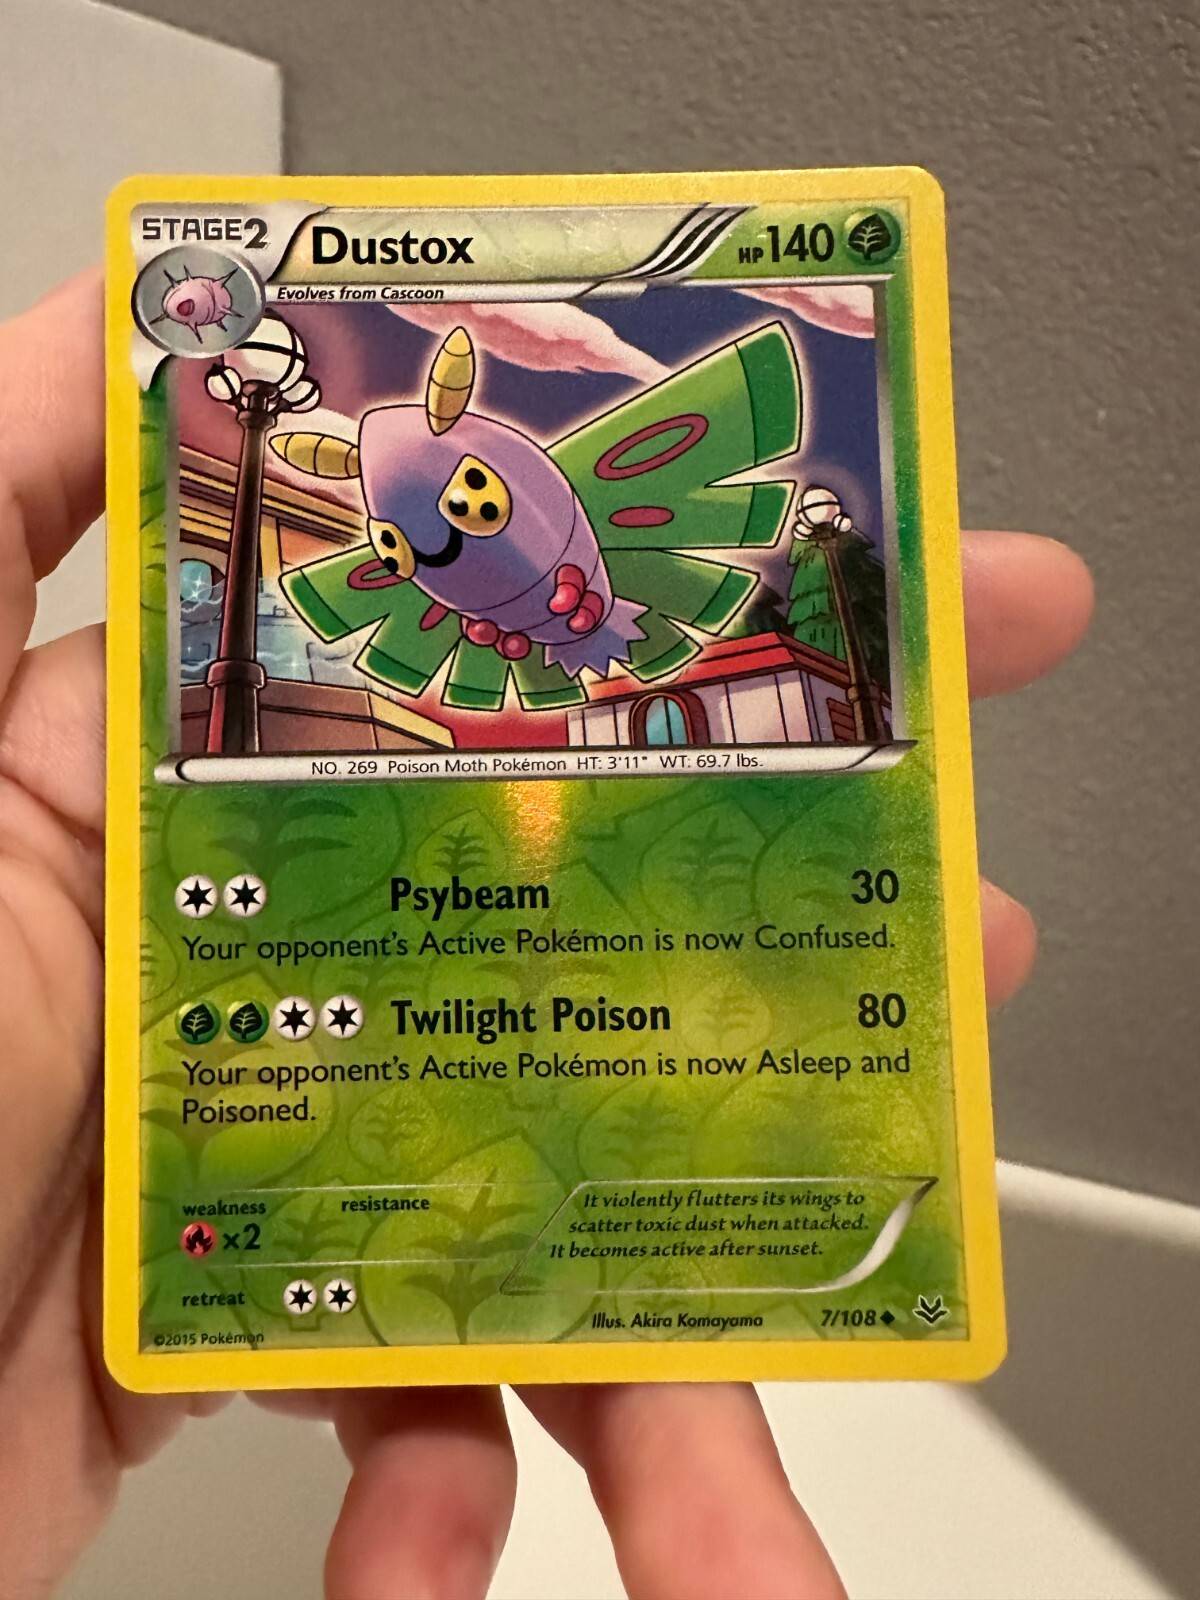 STAGE2
Dustox
HP140
Evolves from Cascoon
NO. 269 Poison Moth Pokémon HT: 3'11" WT: 69.7 lbs.
Psybeam 30
Your opponent's Active Pokémon is now Confused.
Twilight Poison 80
Your opponent's Active Pokémon is now Asleep and
Poisoned.
weakness resistance
x2
It violently flutters its wings to
scatter toxic dust when attacked.
It becomes active after sunset.
retreat
Illus. Akira Komayama 7/108
©2015 Pokémon